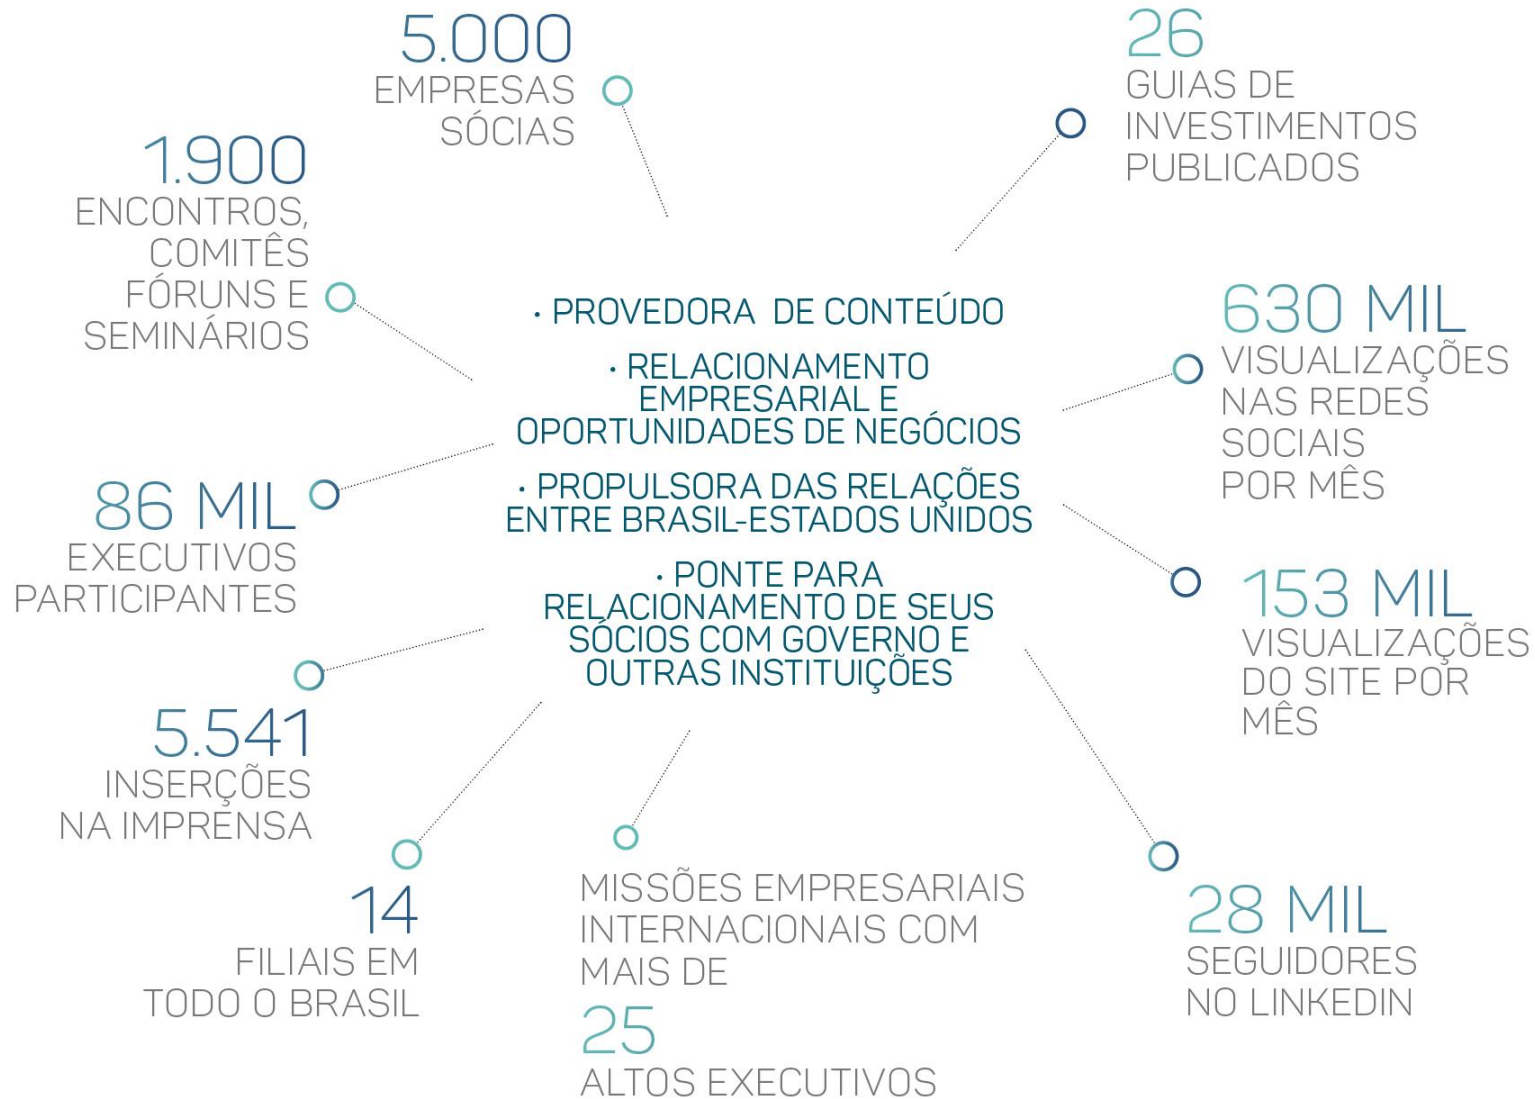 5.000
EMPRESAS
SÓCIAS
26
GUIAS DE
INVESTIMENTOS
PUBLICADOS
1.900
ENCONTROS,
COMITÊS
FÓRUNS E
SEMINÁRIOS
· PROVEDORA DE CONTEÚDO
· RELACIONAMENTO
EMPRESARIAL E
OPORTUNIDADES DE NEGÓCIOS
· PROPULSORA DAS RELAÇÕES
ENTRE BRASIL-ESTADOS UNIDOS
· PONTE PARA
RELACIONAMENTO DE SEUS
SÓCIOS COM GOVERNO E
OUTRAS INSTITUIÇÕES
630 MIL
VISUALIZAÇÕES
NAS REDES
SOCIAIS
POR MÊS
86 MIL
EXECUTIVOS
PARTICIPANTES
153 MIL
VISUALIZAÇÕES
DO SITE POR
MÊS
5.541
INSERÇÕES
NA IMPRENSA
14
FILIAIS EM
TODO O BRASIL
MISSÕES EMPRESARIAIS
INTERNACIONAIS COM
MAIS DE
25
ALTOS EXECUTIVOS
28 MIL
SEGUIDORES
NO LINKEDIN